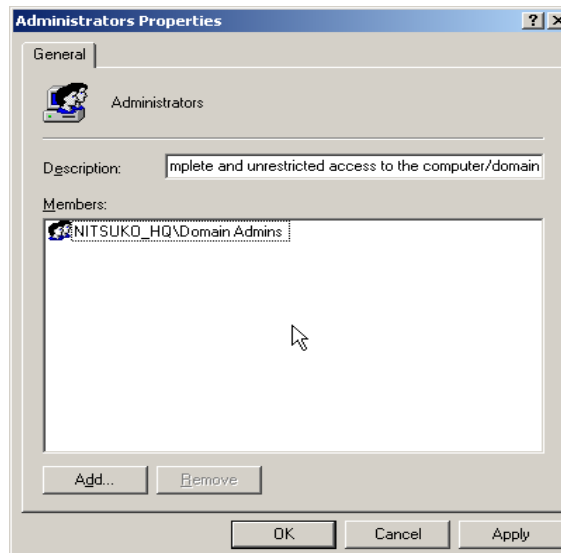 Administrators Properties
General
Administrators
Description:
mplete and unrestricted access to the computer/domain
Members:
NITSUKO_HQ\Domain Admins
Add...
Remove
OK
Cancel
Apply